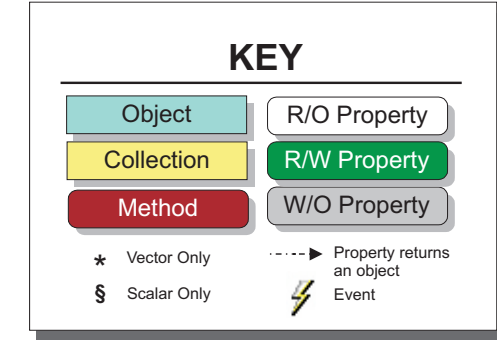 KEY
Object
R/O Property
Collection
R/W Property
Method
W/O Property
* Vector Only
Property returns
an object
§ Scalar Only
Event